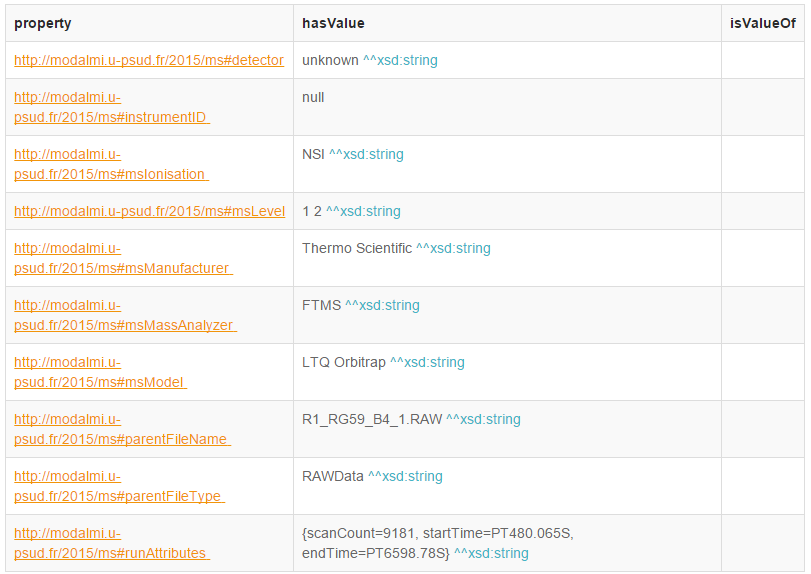 property hasValue isValueOf
http://modalmi.u-psud.fr/2015/ms#detector unknown ^^xsd:string
http://modalmi.u- null
psud.fr/2015/ms#instrumentID
http://modalmi.u- NSI ^^xsd:string
psud.fr/2015/ms#msIonisation
http://modalmi.u-psud.fr/2015/ms#msLevel 1 2 ^^xsd:string
http://modalmi.u- Thermo Scientific ^^xsd:string
psud.fr/2015/ms#msManufacturer
http://modalmi.u- FTMS ^^xsd:string
psud.fr/2015/ms#msMassAnalyzer
http://modalmi.u- LTQ Orbitrap ^^xsd:string
psud.fr/2015/ms#msModel
http://modalmi.u- R1_RG59_B4_1.RAW ^^xsd:string
psud.fr/2015/ms#parentFileName
http://modalmi.u- RAWData ^^xsd:string
psud.fr/2015/ms#parentFileType
http://modalmi.u- {scanCount=9181, startTime=PT480.065S,
psud.fr/2015/ms#runAttributes endTime=PT6598.78S} ^^xsd:string